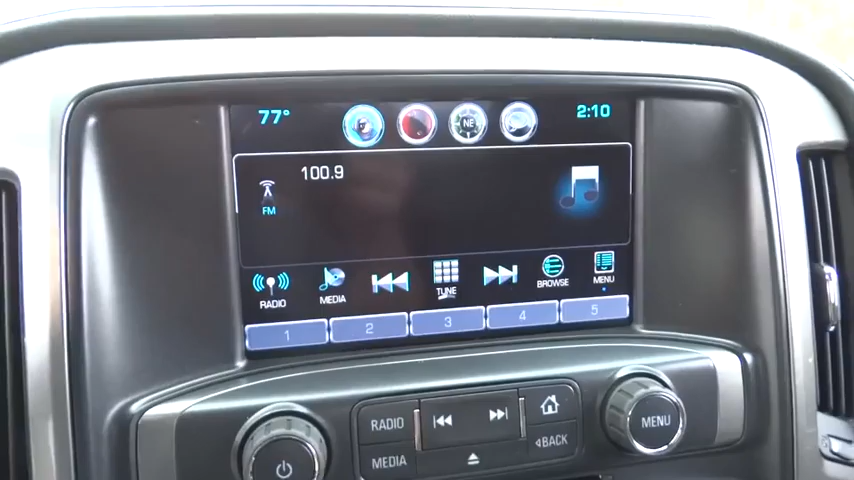 77°
NE
2:10
100.9
FM
RADIO
MEDIA
TUNE
BROWSE
MENU
1 2 3 4 5
RADIO
MEDIA
BACK
MENU